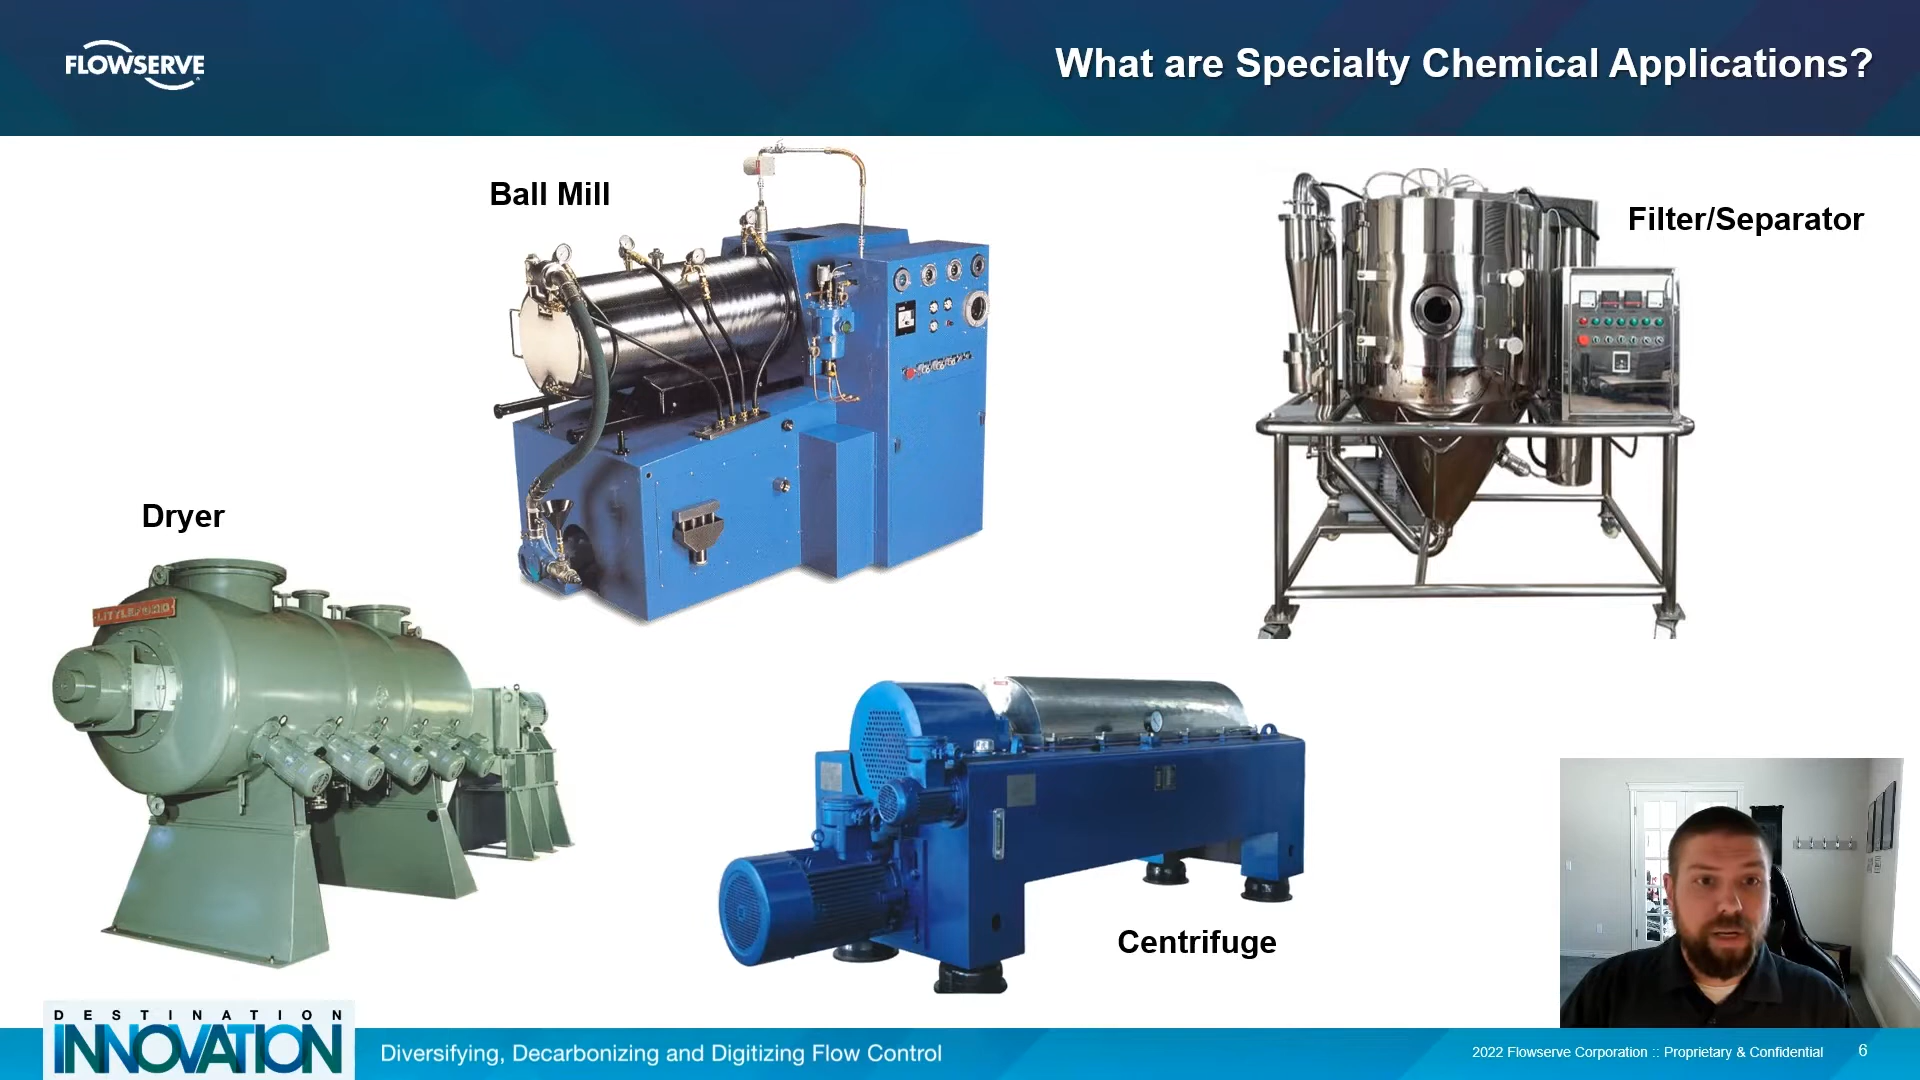 FLOWSERVE
What are Specialty Chemical Applications?
Ball Mill
Filter/Separator
Dryer
Centrifuge
DESTINATION
INNOVATION
Diversifying, Decarbonizing and Digitizing Flow Control
2022 Flowserve Corporation :: Proprietary & Confidential
6